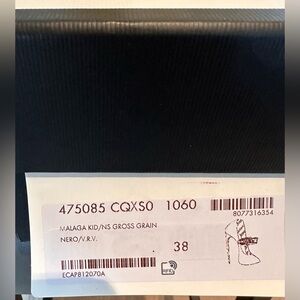 475085 CQXS0 1060
8077316354
MALAGA KID/NS GROSS GRAIN
NERO/V.R.V.
38
ECAP812070A